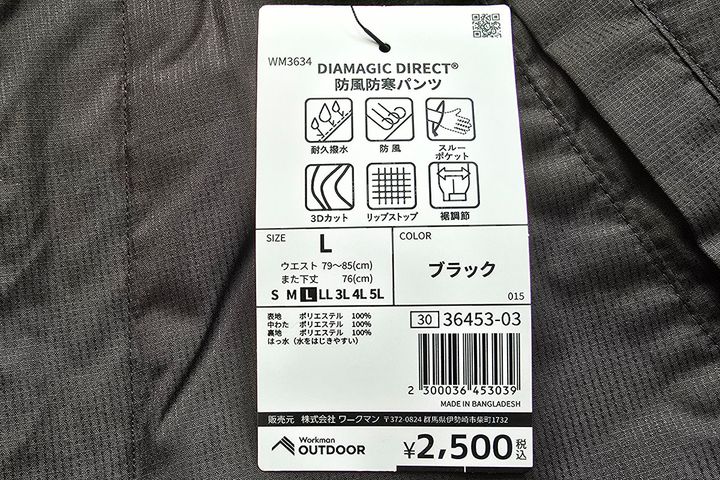 WM3634
DIAMAGIC DIRECT®
防風防寒パンツ
耐久撥水
防風
スルーポケット
3Dカット
リップストップ
裾調節
SIZE
L
ウエスト 79～85(cm)
また下丈 76(cm)
S M L LL 3L 4L 5L
COLOR
ブラック
015
表地 ポリエステル 100%
中わた ポリエステル 100%
裏地 ポリエステル 100%
はっ水（水をはじきやすい）
30 36453-03
2 300036 453039
MADE IN BANGLADESH
販売元 株式会社 ワークマン 〒372-0824 群馬県伊勢崎市柴町1732
Workman
OUTDOOR
¥2,500税込